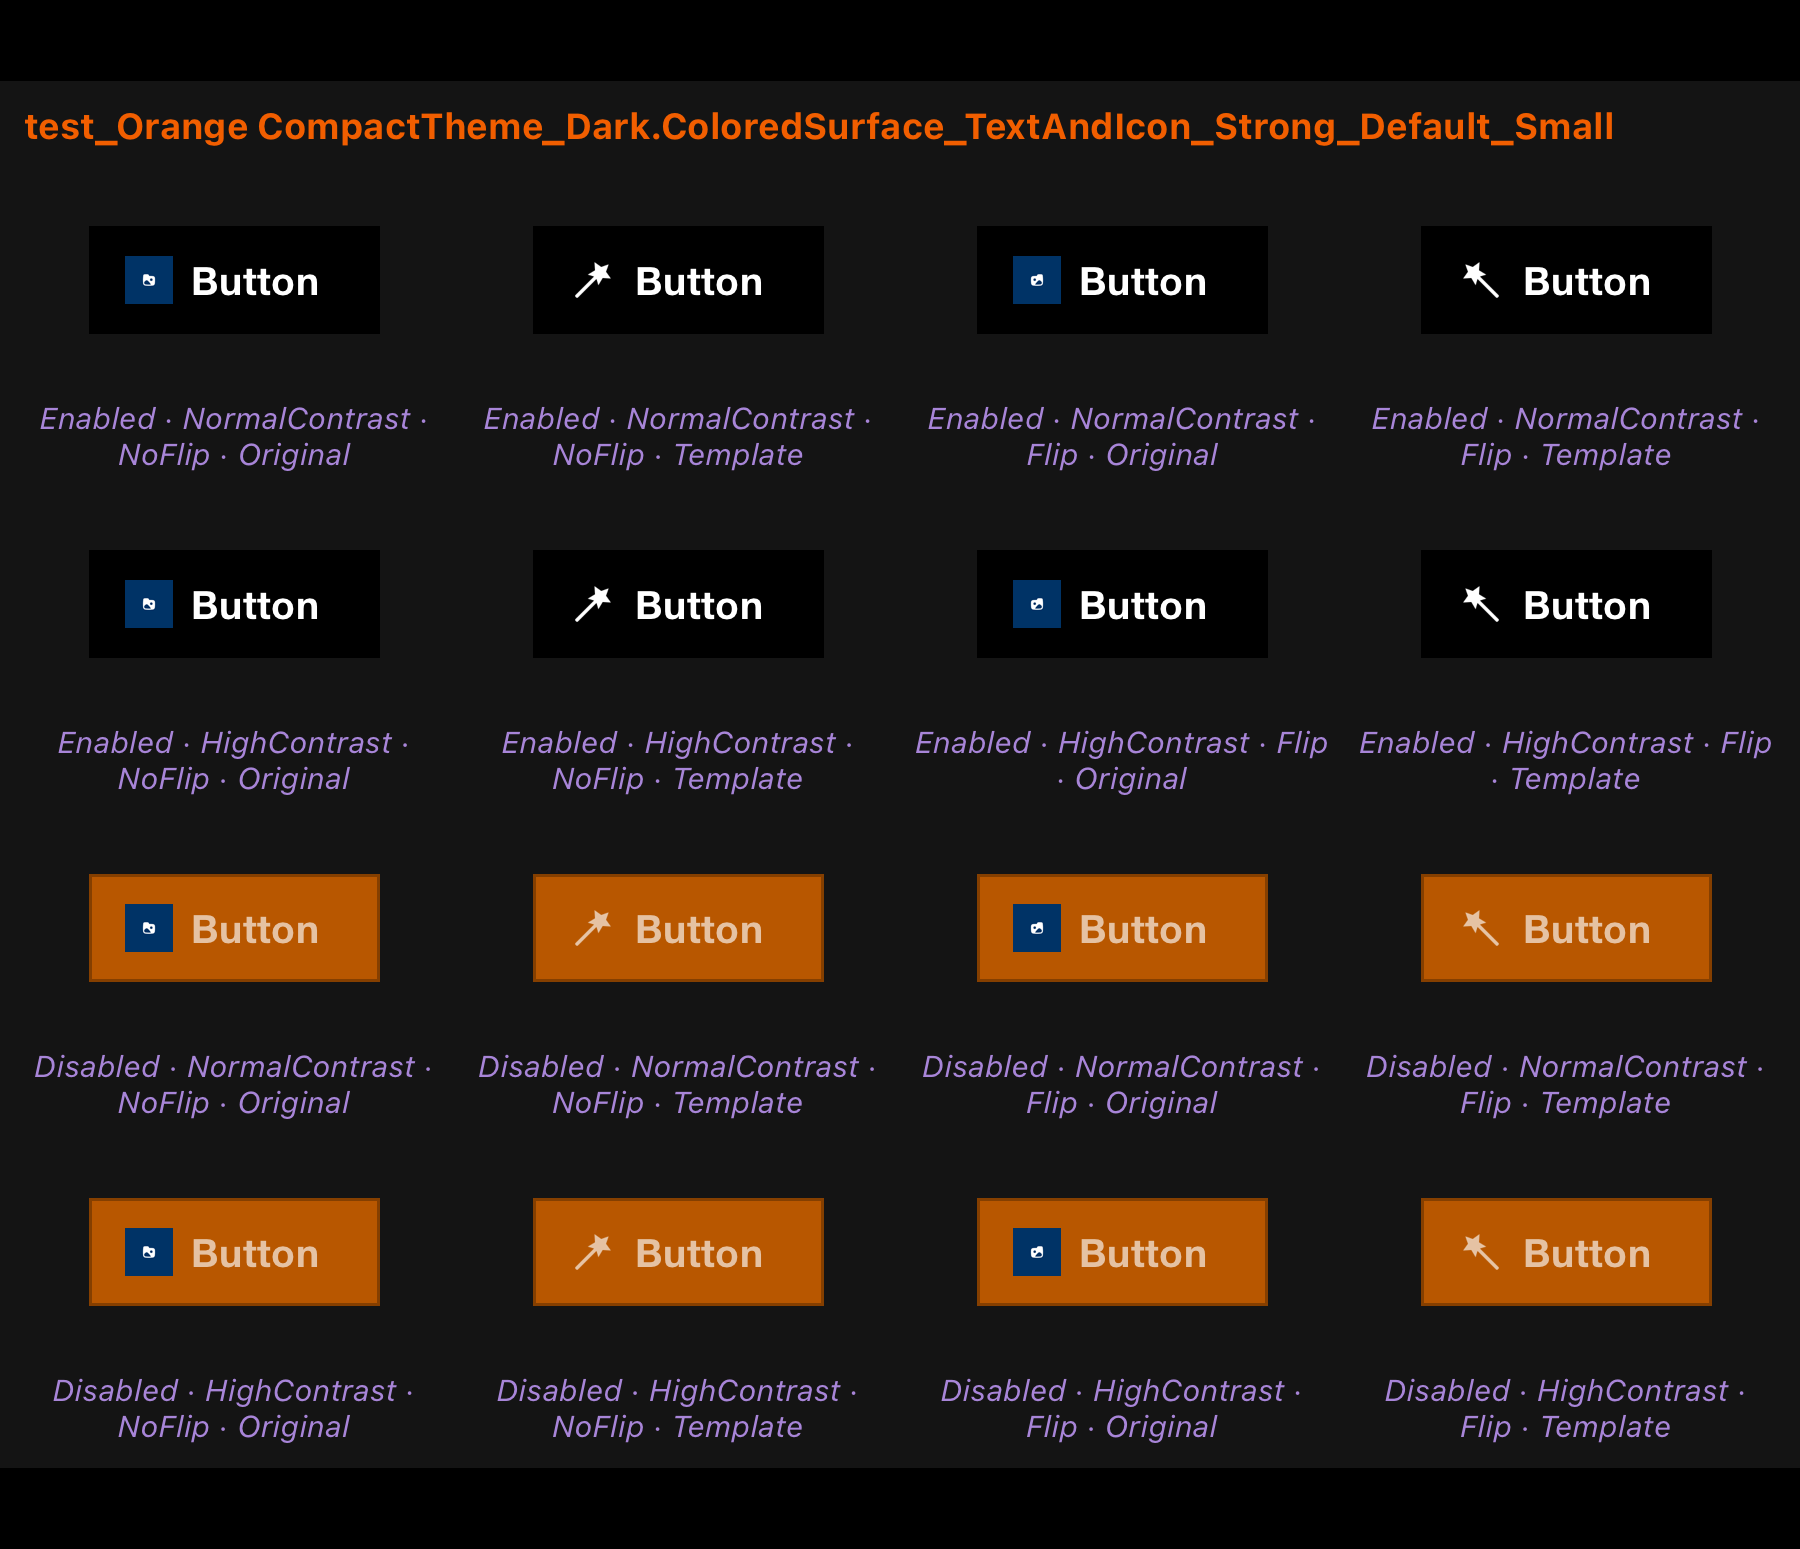 test_Orange CompactTheme_Dark.ColoredSurface_TextAndIcon_Strong_Default_Small
Button
Button
Button
Button
Enabled · NormalContrast ·
NoFlip · Original
Enabled · NormalContrast ·
NoFlip · Template
Enabled · NormalContrast ·
Flip · Original
Enabled · NormalContrast ·
Flip · Template
Button
Button
Button
Button
Enabled · HighContrast ·
NoFlip · Original
Enabled · HighContrast ·
NoFlip · Template
Enabled · HighContrast · Flip
· Original
Enabled · HighContrast · Flip
· Template
Button
Button
Button
Button
Disabled · NormalContrast ·
NoFlip · Original
Disabled · NormalContrast ·
NoFlip · Template
Disabled · NormalContrast ·
Flip · Original
Disabled · NormalContrast ·
Flip · Template
Button
Button
Button
Button
Disabled · HighContrast ·
NoFlip · Original
Disabled · HighContrast ·
NoFlip · Template
Disabled · HighContrast ·
Flip · Original
Disabled · HighContrast ·
Flip · Template